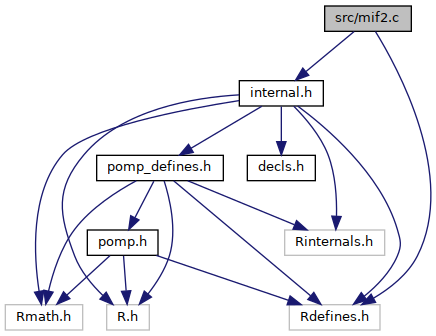 src/mif2.c
internal.h
pomp_defines.h
decls.h
pomp.h
Rinternals.h
Rmath.h
R.h
Rdefines.h